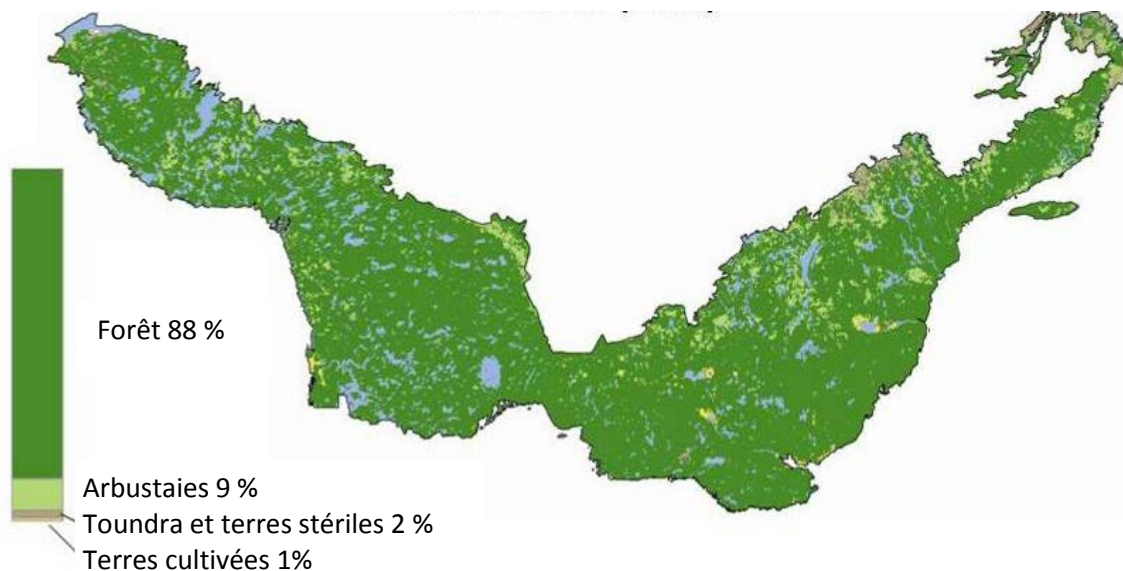 Forêt 88 %
Arbustaies 9 %
Toundra et terres stériles 2 %
Terres cultivées 1%